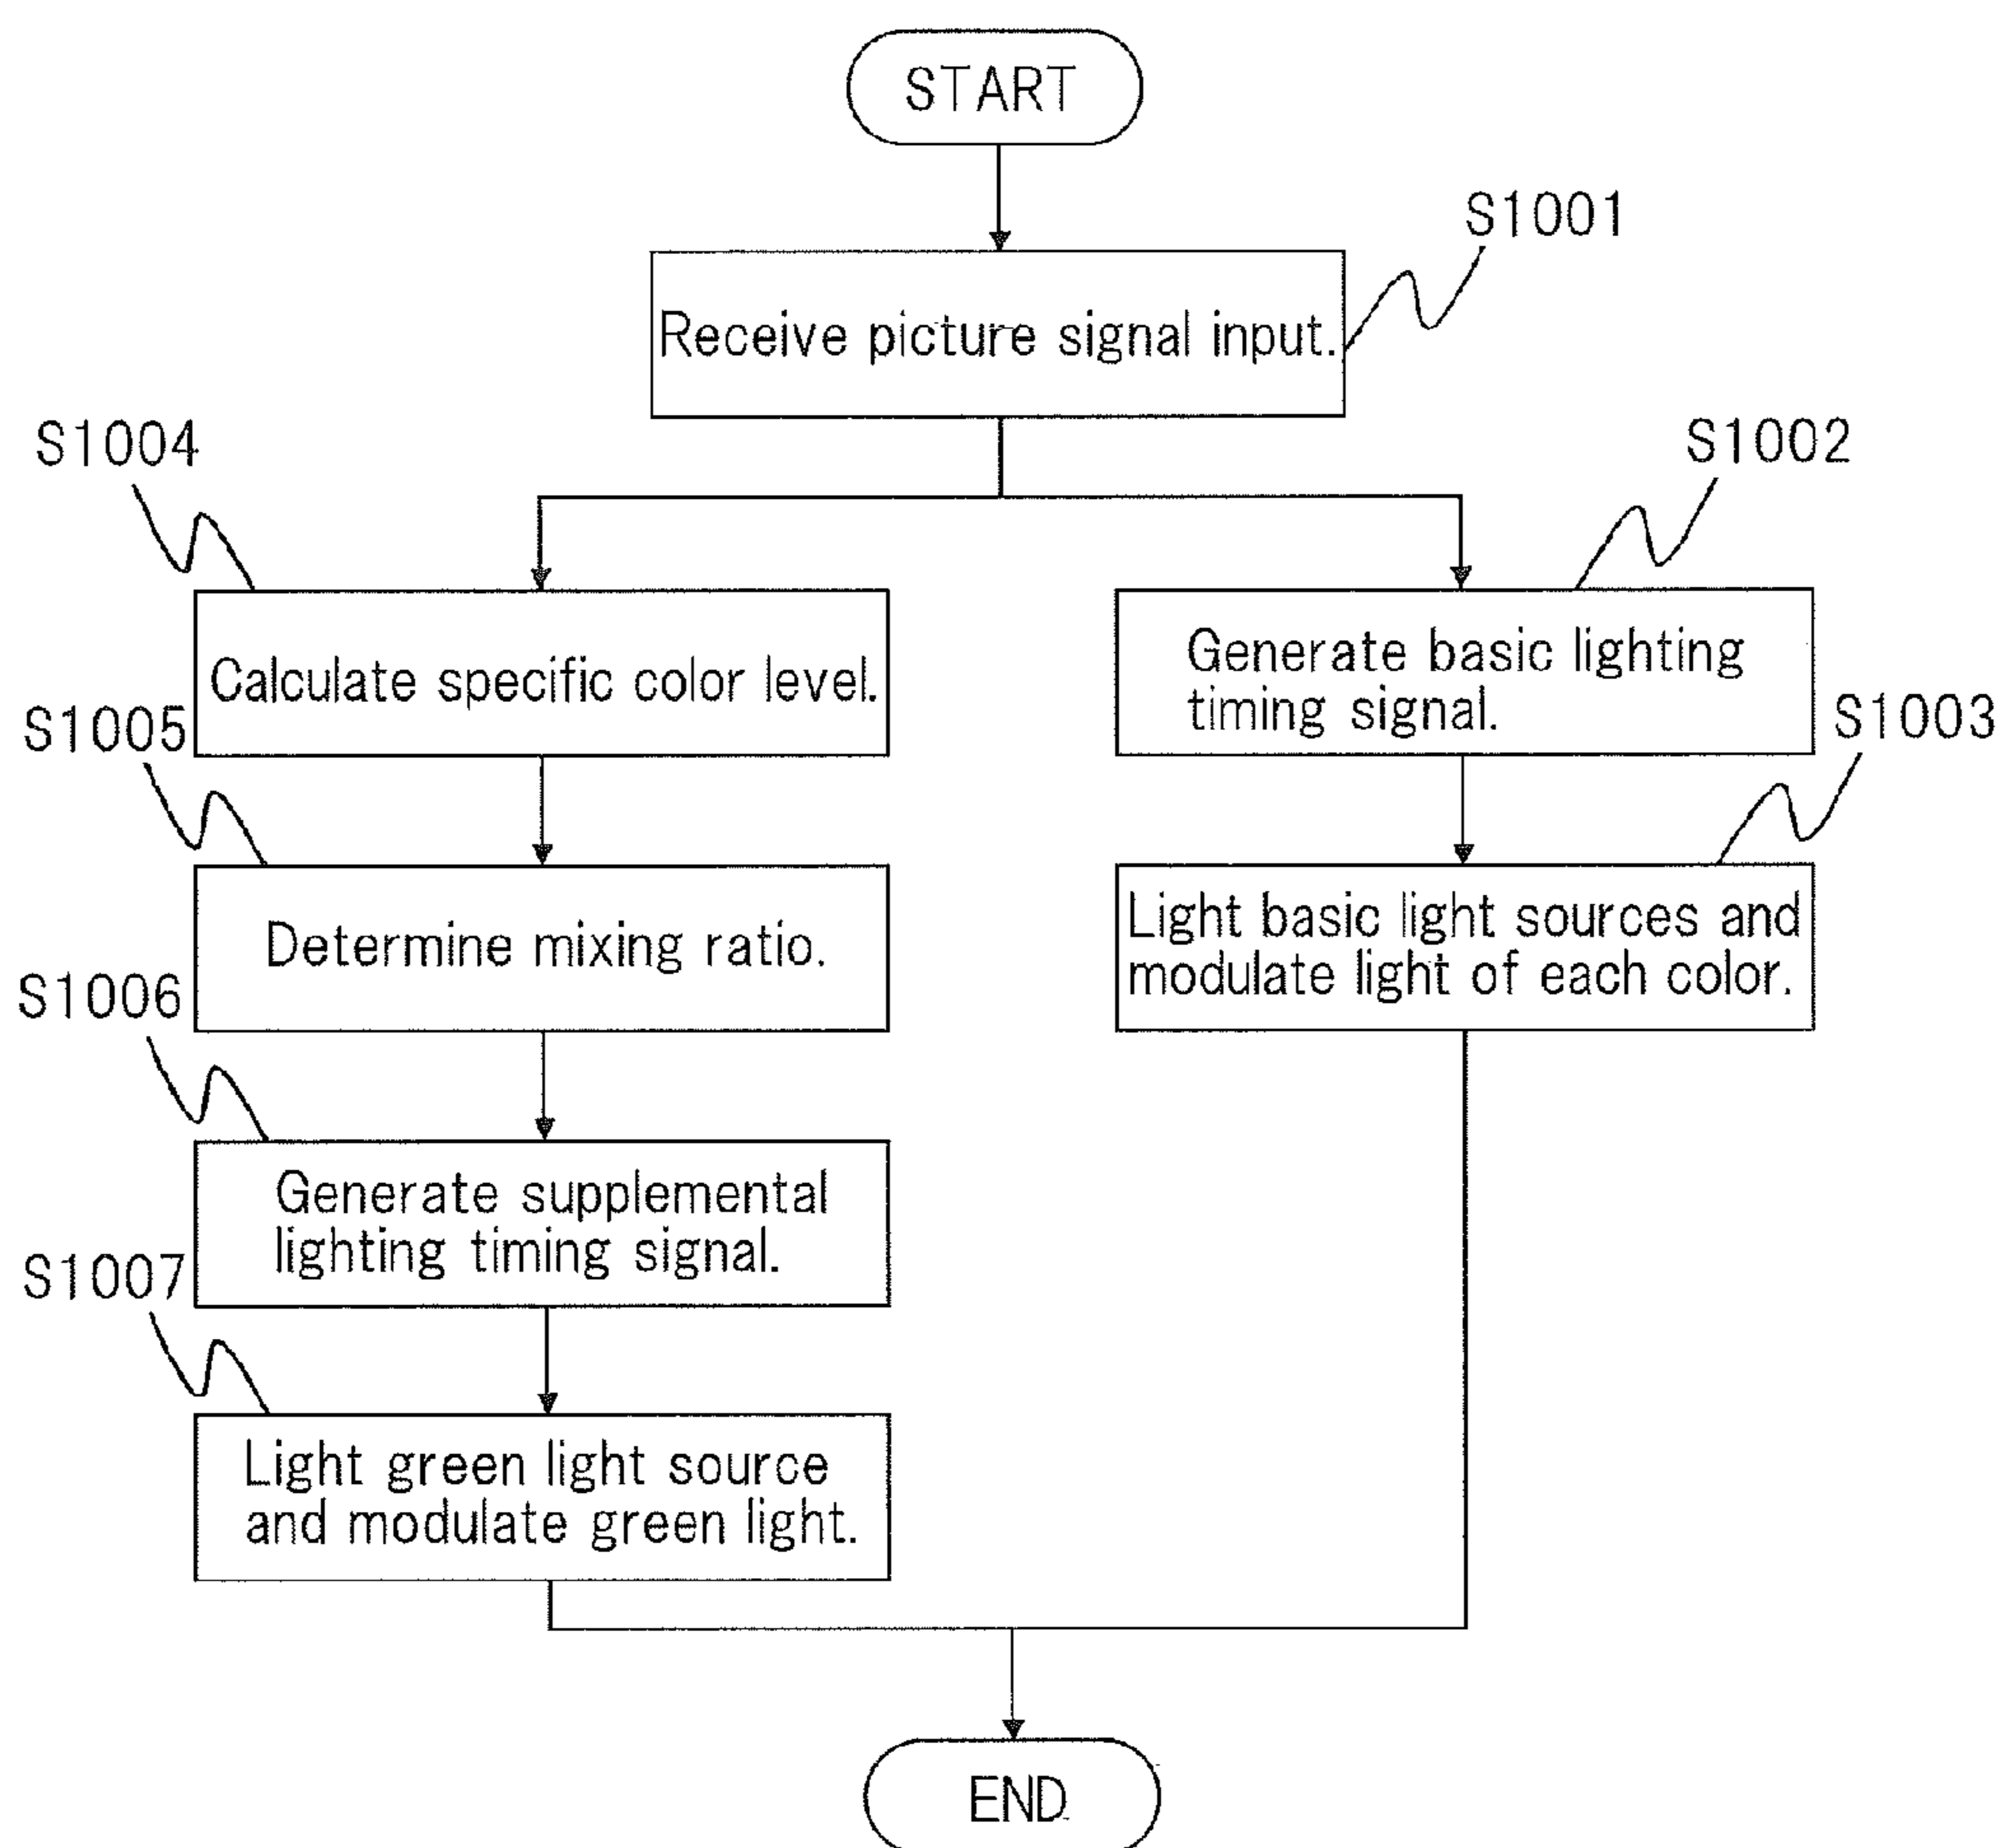 START
S1001
Receive picture signal input.
S1004
S1002
Calculate specific color level.
Generate basic lighting
timing signal.
S1005
S1003
Determine mixing ratio.
Light basic light sources and
modulate light of each color.
S1006
Generate supplemental
lighting timing signal.
S1007
Light green light source
and modulate green light.
END